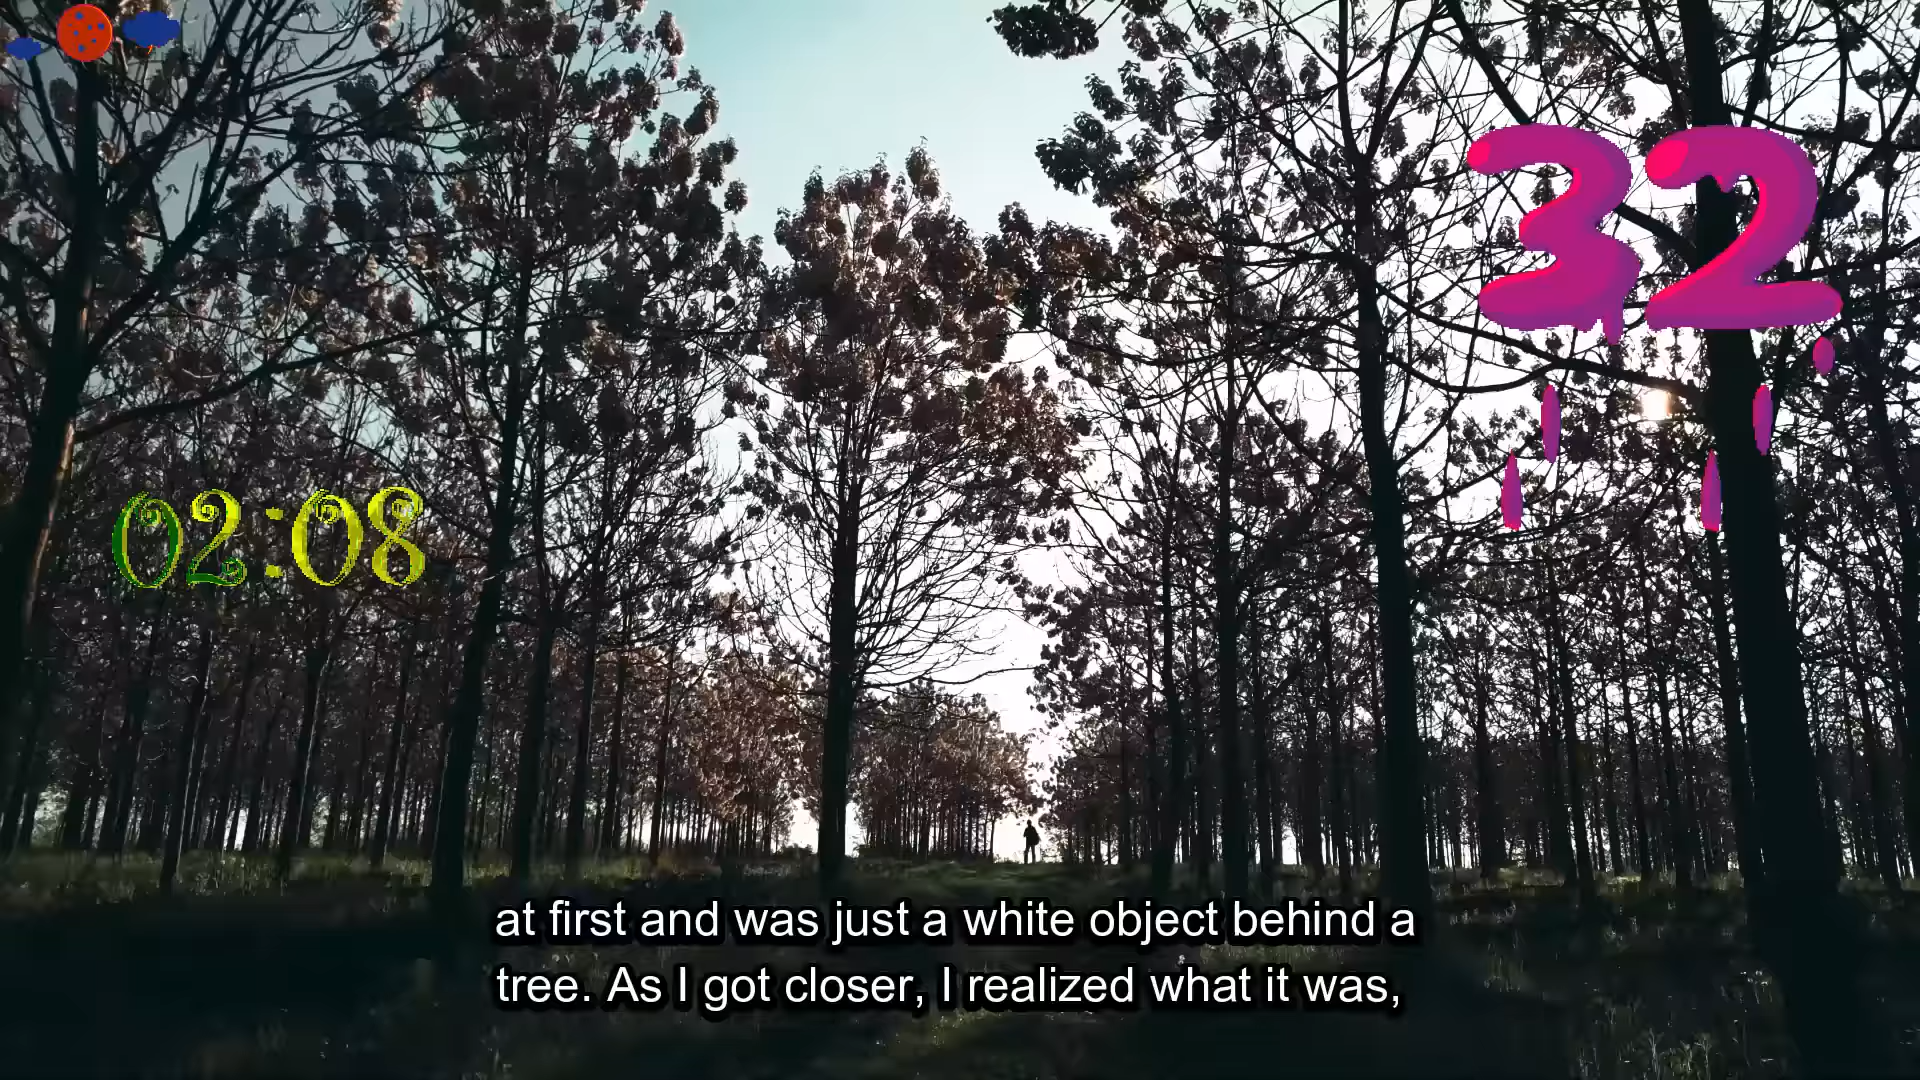 32
02:08
at first and was just a white object behind a
tree. As I got closer, I realized what it was,